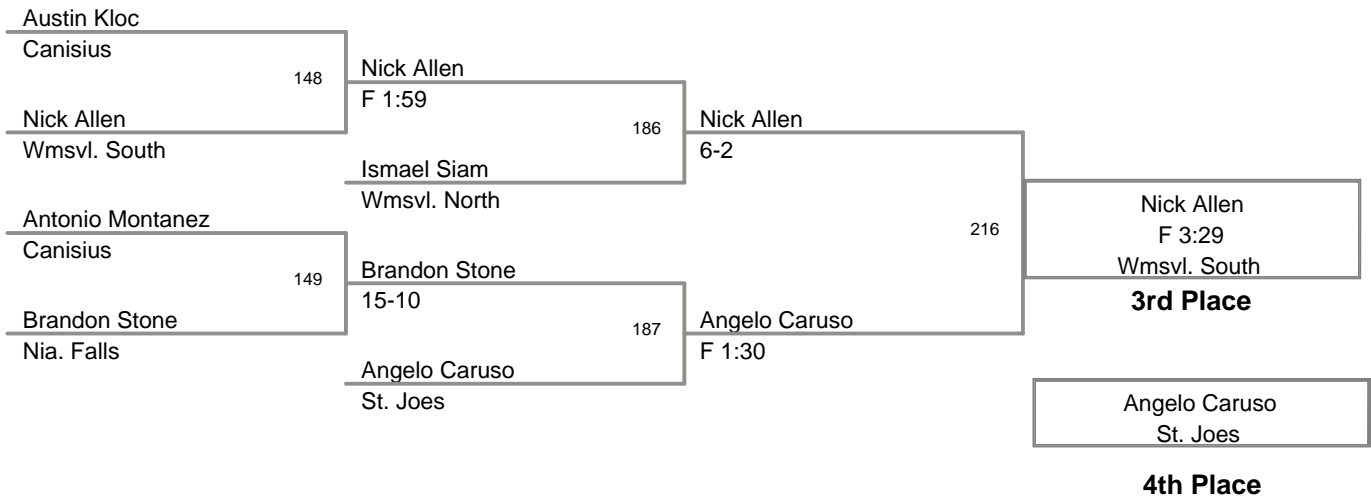 Austin Kloc
Canisius
148
Nick Allen
F 1:59
Nick Allen
Wmsvl. South
186
Nick Allen
6-2
Ismael Siam
Wmsvl. North
Antonio Montanez
Canisius
149
Brandon Stone
15-10
Brandon Stone
Nia. Falls
187
Angelo Caruso
F 1:30
Angelo Caruso
St. Joes
216
Nick Allen
F 3:29
Wmsvl. South
3rd Place
Angelo Caruso
St. Joes
4th Place